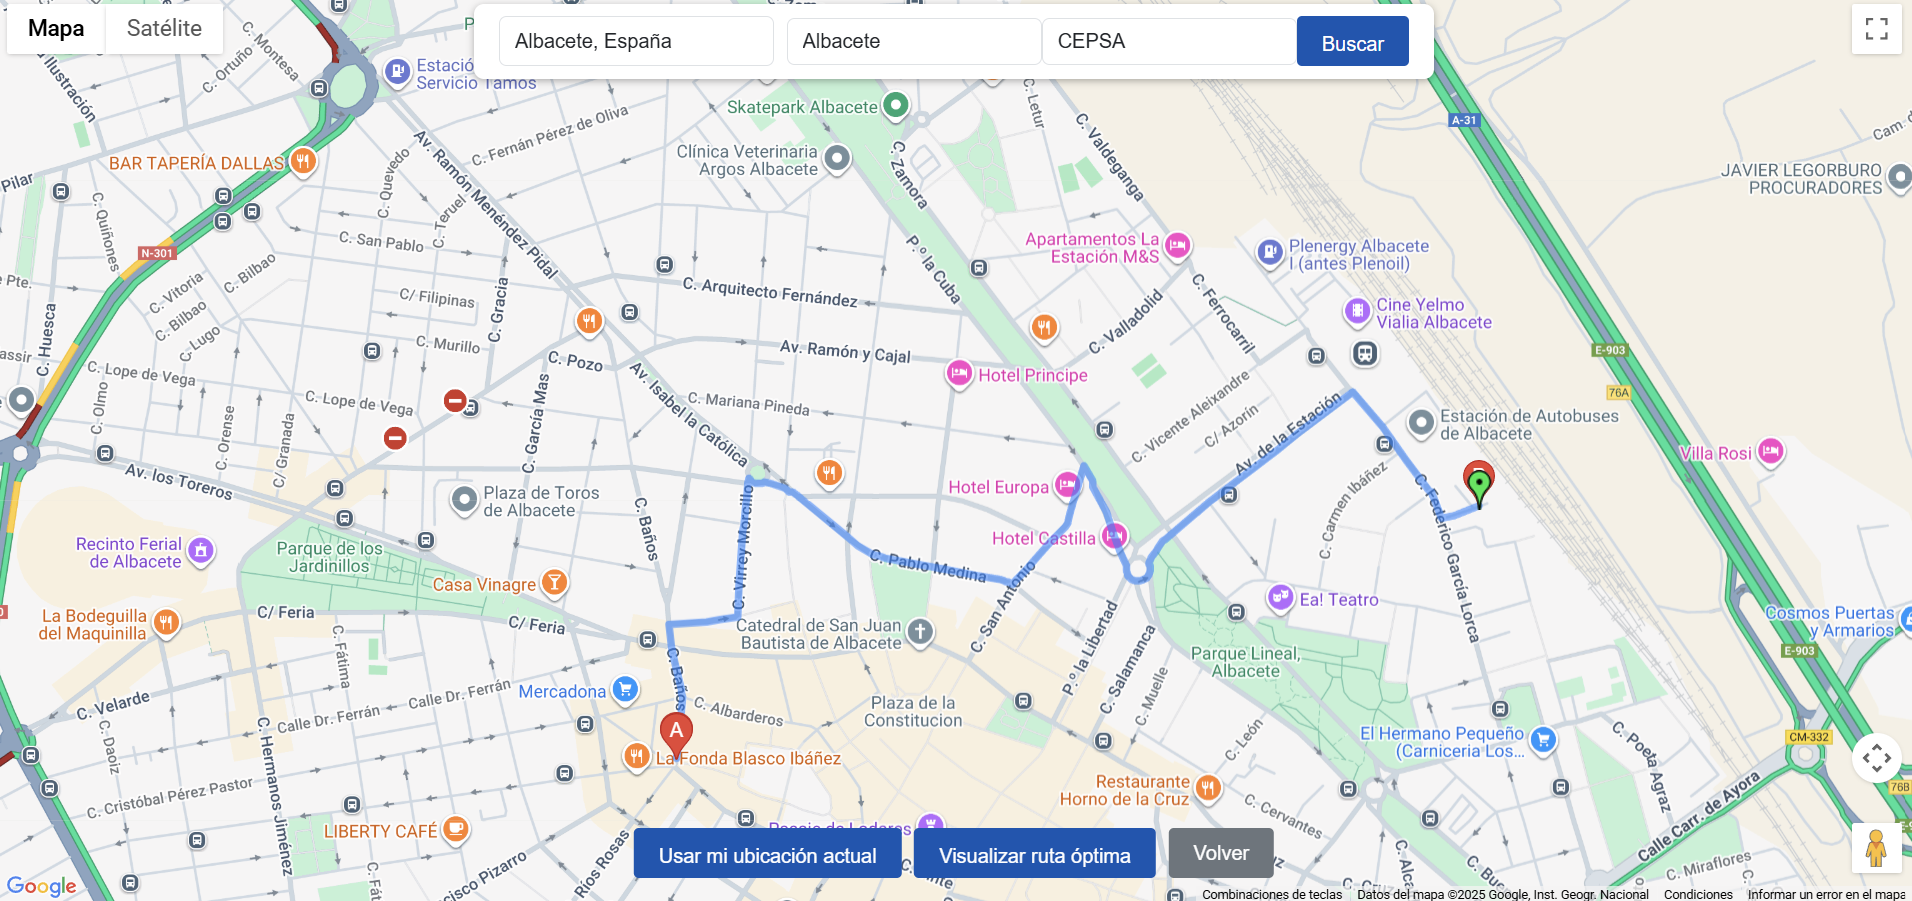 Mapa
Satélite
Albacete, España
Albacete
CEPSA
Buscar
Ilustración
C. Ortuño
C. Montesa
Servicio Tamos
Skatepark Albacete
C. Letur
C. Valdeganga
A-31
Cam. d
BAR TAPERÍA DALLAS
C. Fernán Pérez de Oliva
Av. Ramón Menéndez Pidal
Clínica Veterinaria
Argos Albacete
C. Zamora
JAVIER LEGORBURO
PROCURADORES
Pilar
C. Quevedo
C. Teruel
C. Quiñones
C. San Pablo
N-301
P.º la Cuba
Apartamentos La
Estación M&S
Plenergy Albacete
I (antes Plenoil)
Pte.
C. Vitoria
C. Bilbao
C. Bilbao
C/ Filipinas
C. Gracia
C. Arquitecto Fernández
C. Ferrocarril
C. Valladolid
Cine Yelmo
Vialia Albacete
C. Huesca
C. Lugo
C. Murillo
C. Pozo
Av. Ramón y Cajal
E-903
assir
C. Lope de Vega
C. Lope de Vega
C. García Mas
Av. Isabel la Católica
C. Mariana Pineda
Hotel Principe
C. Vicente Aleixandre
C/ Azorín
Av. de la Estación
76A
C. Olmo
C. Orense
C/ Granada
Estación de Autobuses
de Albacete
Villa Rosi
Av. los Toreros
Plaza de Toros
de Albacete
C. Baños
C. Virrey Morcillo
Hotel Europa
C. Carmen Ibáñez
C. Federico García Lorca
Recinto Ferial
de Albacete
Parque de los
Jardinillos
Hotel Castilla
C. Pablo Medina
C. San Antonio
Casa Vinagre
La Bodeguilla
del Maquinilla
C/ Feria
C/ Feria
Catedral de San Juan
Bautista de Albacete
P.º la Libertad
C. Salamanca
Ea! Teatro
Cosmos Puertas
y Armarios
E-903
Parque Lineal,
Albacete
C. Fátima
C. Muelle
C. Velarde
Calle Dr. Ferrán
Calle Dr. Ferrán
Mercadona
C. Baños
C. Albarderos
Plaza de la
Constitucion
A
La Fonda Blasco Ibáñez
C. Daoiz
C. Hermanos Jiménez
C. León
El Hermano Pequeño
(Carniceria Los...
C. Poeta Agraz
CM-332
C. Cristóbal Pérez Pastor
Restaurante
Horno de la Cruz
C. Cervantes
76B
Calle Carr. de Ayora
LIBERTY CAFÉ
Ríos Rosas
cisco Pizarro
Usar mi ubicación actual
Visualizar ruta óptima
Volver
C. Miraflores
Google
Combinaciones de teclas
Datos del mapa ©2025 Google, Inst. Geogr. Nacional
Condiciones
Informar un error en el mapa